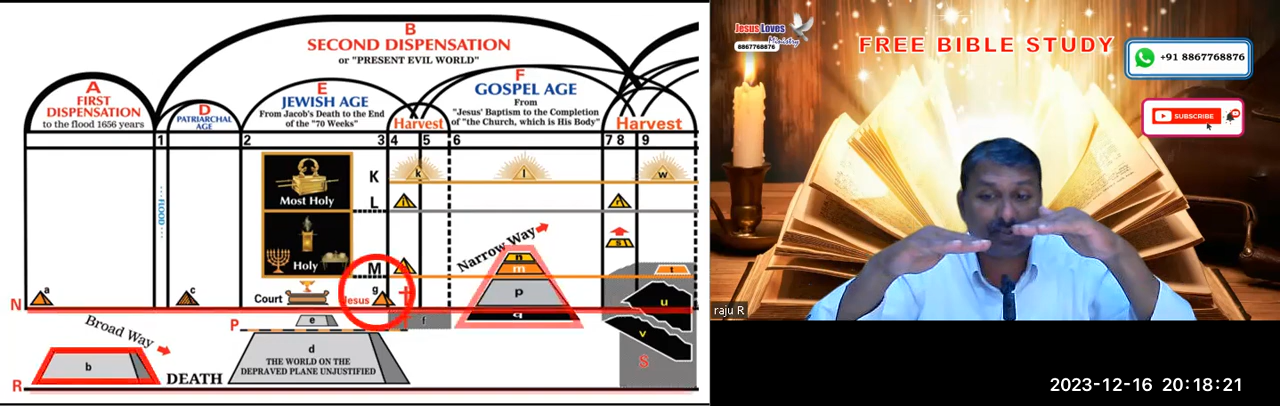 B
SECOND DISPENSATION
or "PRESENT EVIL WORLD"
A
FIRST
DISPENSATION
to the flood 1656 years
D
PATRIARCHAL
AGE
E
JEWISH AGE
From Jacob's Death to the End
of the "70 Weeks"
Harvest
F
GOSPEL AGE
From
"Jesus' Baptism to the Completion
of "the Church, which is His Body"
Harvest
1 2 3 4 5 6 7 8 9
FLOOD
K
L
M
N
P
R
Most Holy
Holy
Court
Jesus
a
c
g
k
l
w
i
r
s
t
Narrow Way
n
m
p
q
u
v
S
f
e
d
THE WORLD ON THE
DEPRAVED PLANE UNJUSTIFIED
Broad Way
b
DEATH
Jesus Loves
Ministry
8867768876
FREE BIBLE STUDY
+91 8867768876
SUBSCRIBE
raju R
2023-12-16 20:18:21